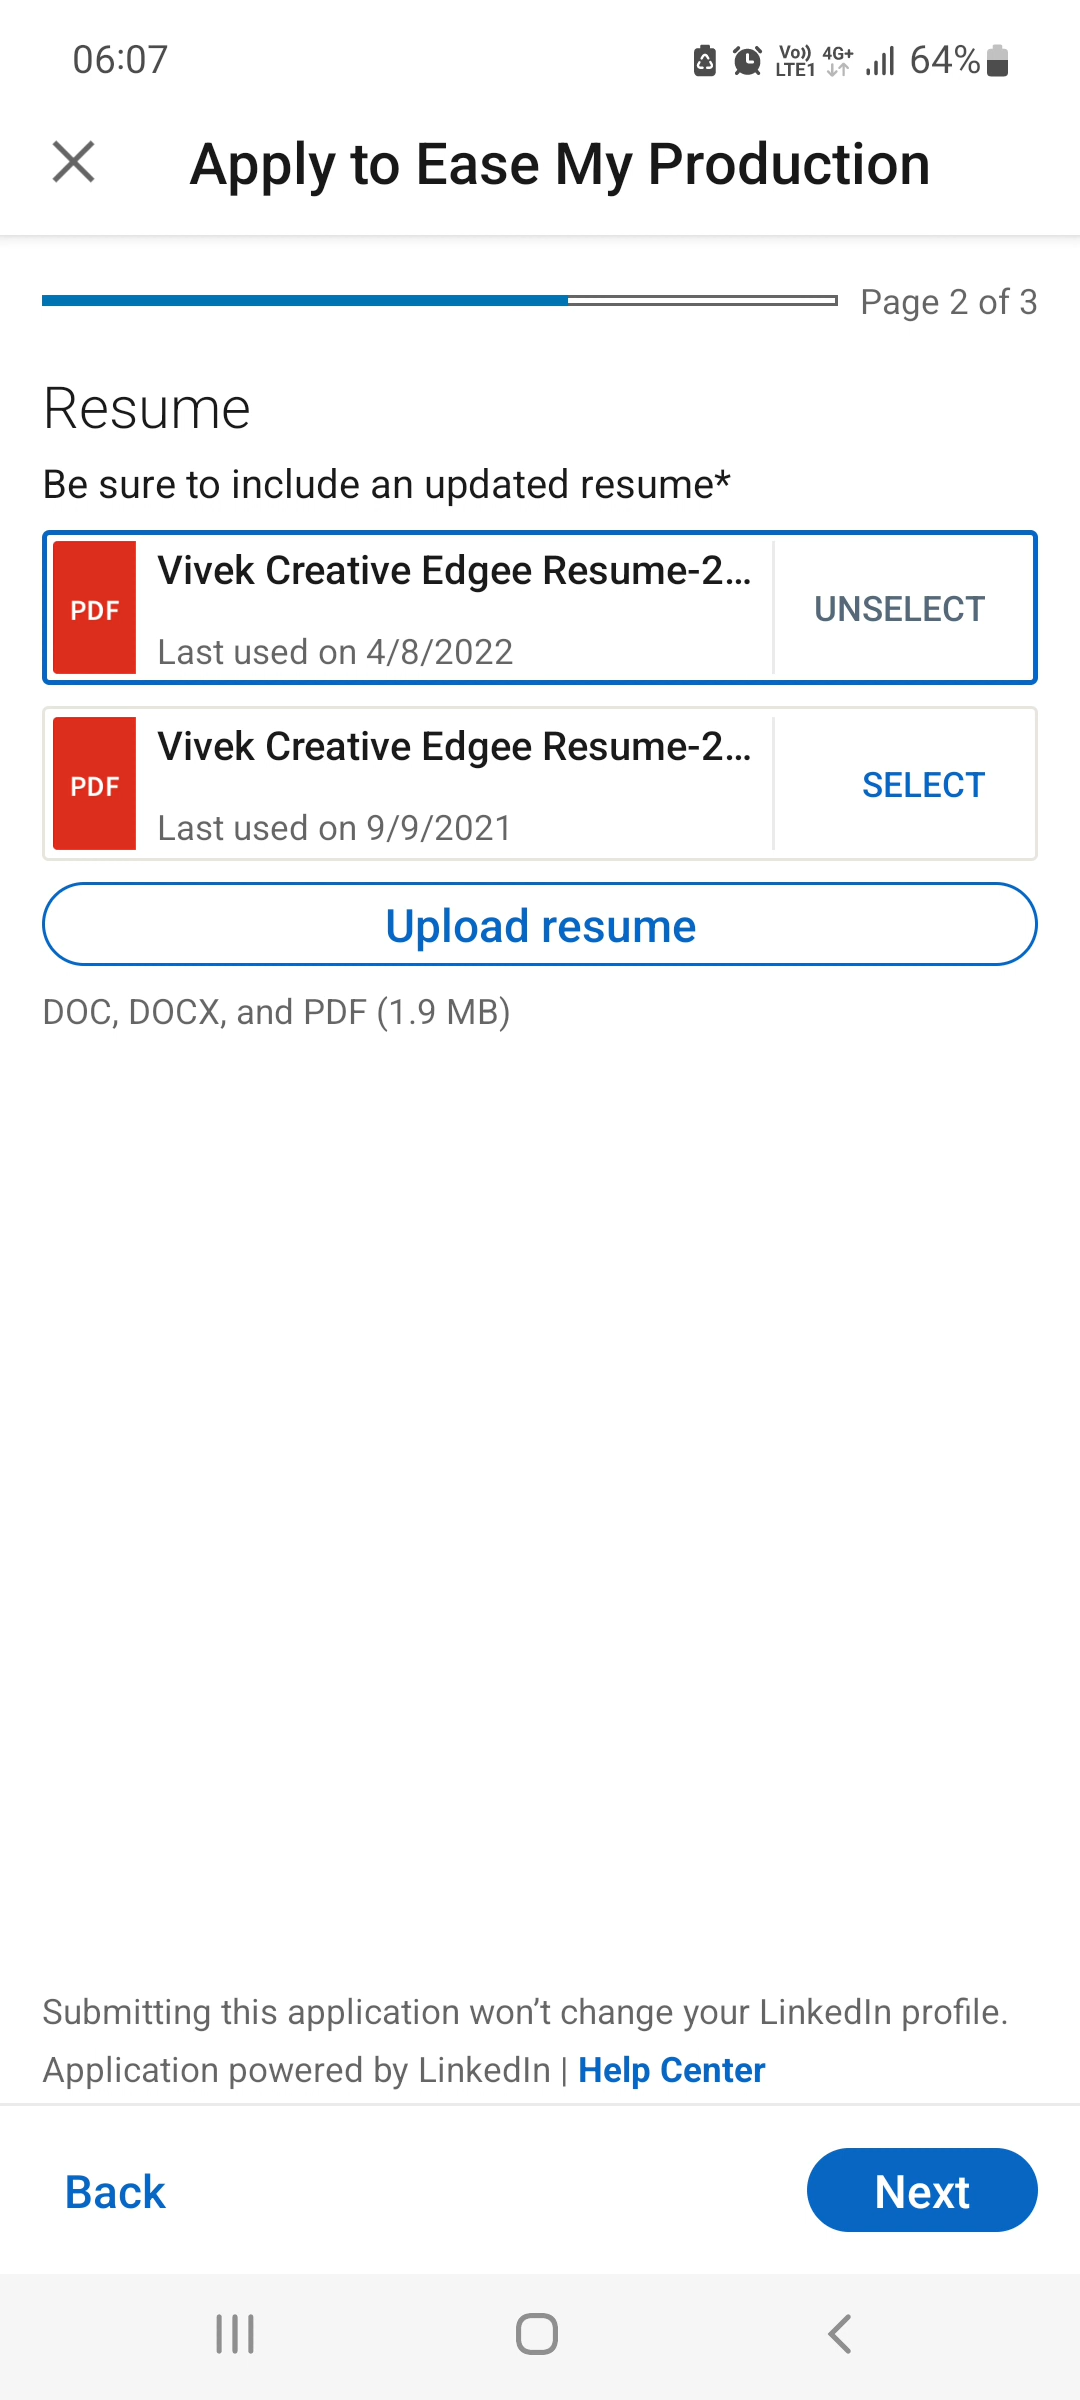 06:07
Vo)) LTE1 4G+ 64%
Apply to Ease My Production
Page 2 of 3
Resume
Be sure to include an updated resume*
PDF
Vivek Creative Edgee Resume-2...
Last used on 4/8/2022
UNSELECT
PDF
Vivek Creative Edgee Resume-2...
Last used on 9/9/2021
SELECT
Upload resume
DOC, DOCX, and PDF (1.9 MB)
Submitting this application won’t change your LinkedIn profile.
Application powered by LinkedIn | Help Center
Back
Next